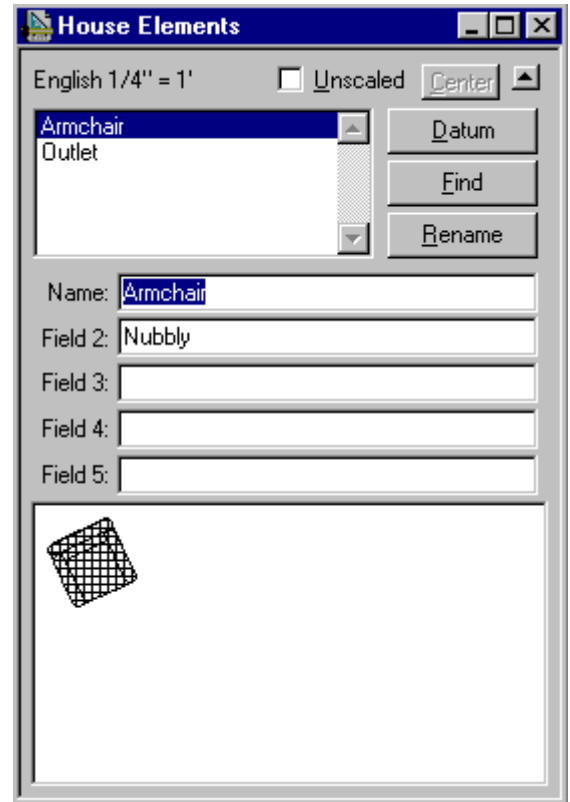 House Elements
English 1/4" = 1'
Unscaled
Center
Armchair
Outlet
Datum
Find
Rename
Name: Armchair
Field 2: Nubbly
Field 3:
Field 4:
Field 5: